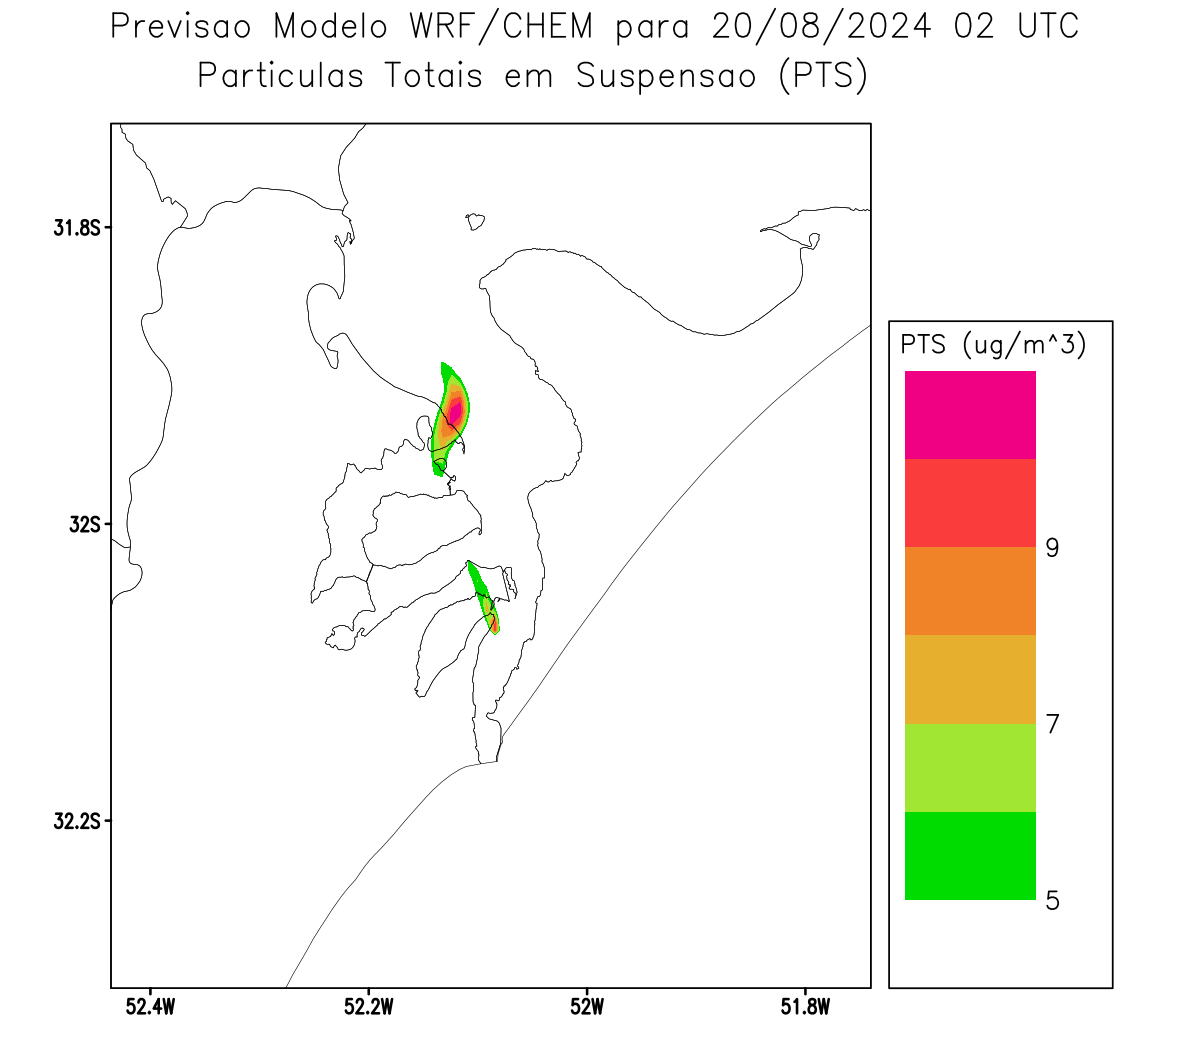 Previsao Modelo WRF/CHEM para 20/08/2024 02 UTC
Particulas Totais em Suspensao (PTS)
31.8S
32S
32.2S
52.4W
52.2W
52W
51.8W
PTS (ug/m^3)
9
7
5